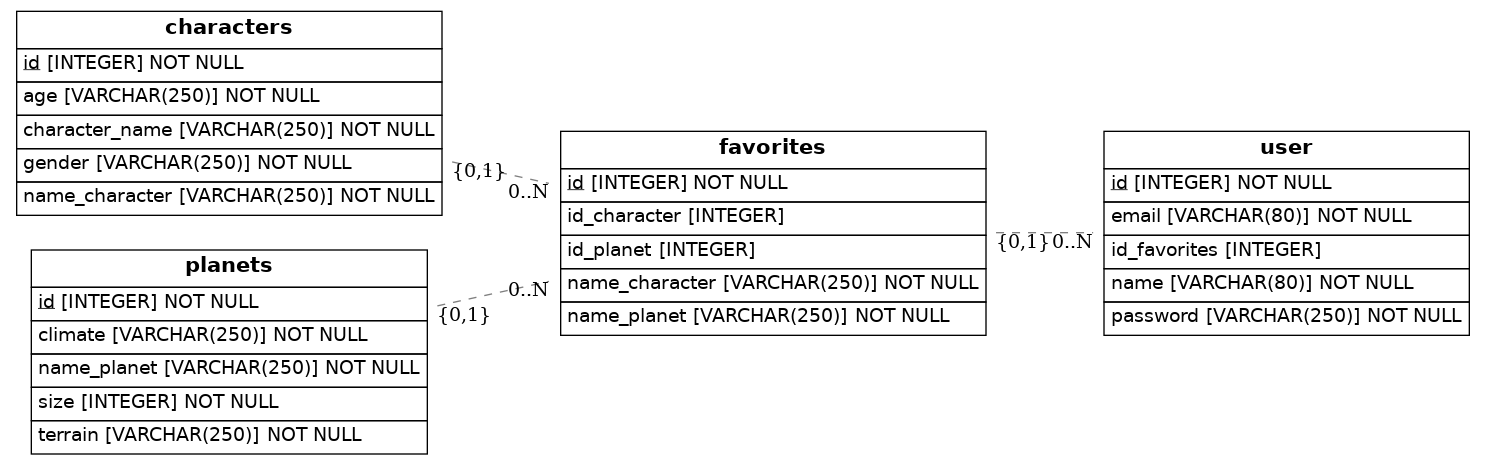 characters
id [INTEGER] NOT NULL
age [VARCHAR(250)] NOT NULL
character_name [VARCHAR(250)] NOT NULL
gender [VARCHAR(250)] NOT NULL
name_character [VARCHAR(250)] NOT NULL
{0,1}
0..N
planets
id [INTEGER] NOT NULL
climate [VARCHAR(250)] NOT NULL
name_planet [VARCHAR(250)] NOT NULL
size [INTEGER] NOT NULL
terrain [VARCHAR(250)] NOT NULL
0..N
{0,1}
favorites
id [INTEGER] NOT NULL
id_character [INTEGER]
id_planet [INTEGER]
name_character [VARCHAR(250)] NOT NULL
name_planet [VARCHAR(250)] NOT NULL
{0,1} 0..N
user
id [INTEGER] NOT NULL
email [VARCHAR(80)] NOT NULL
id_favorites [INTEGER]
name [VARCHAR(80)] NOT NULL
password [VARCHAR(250)] NOT NULL